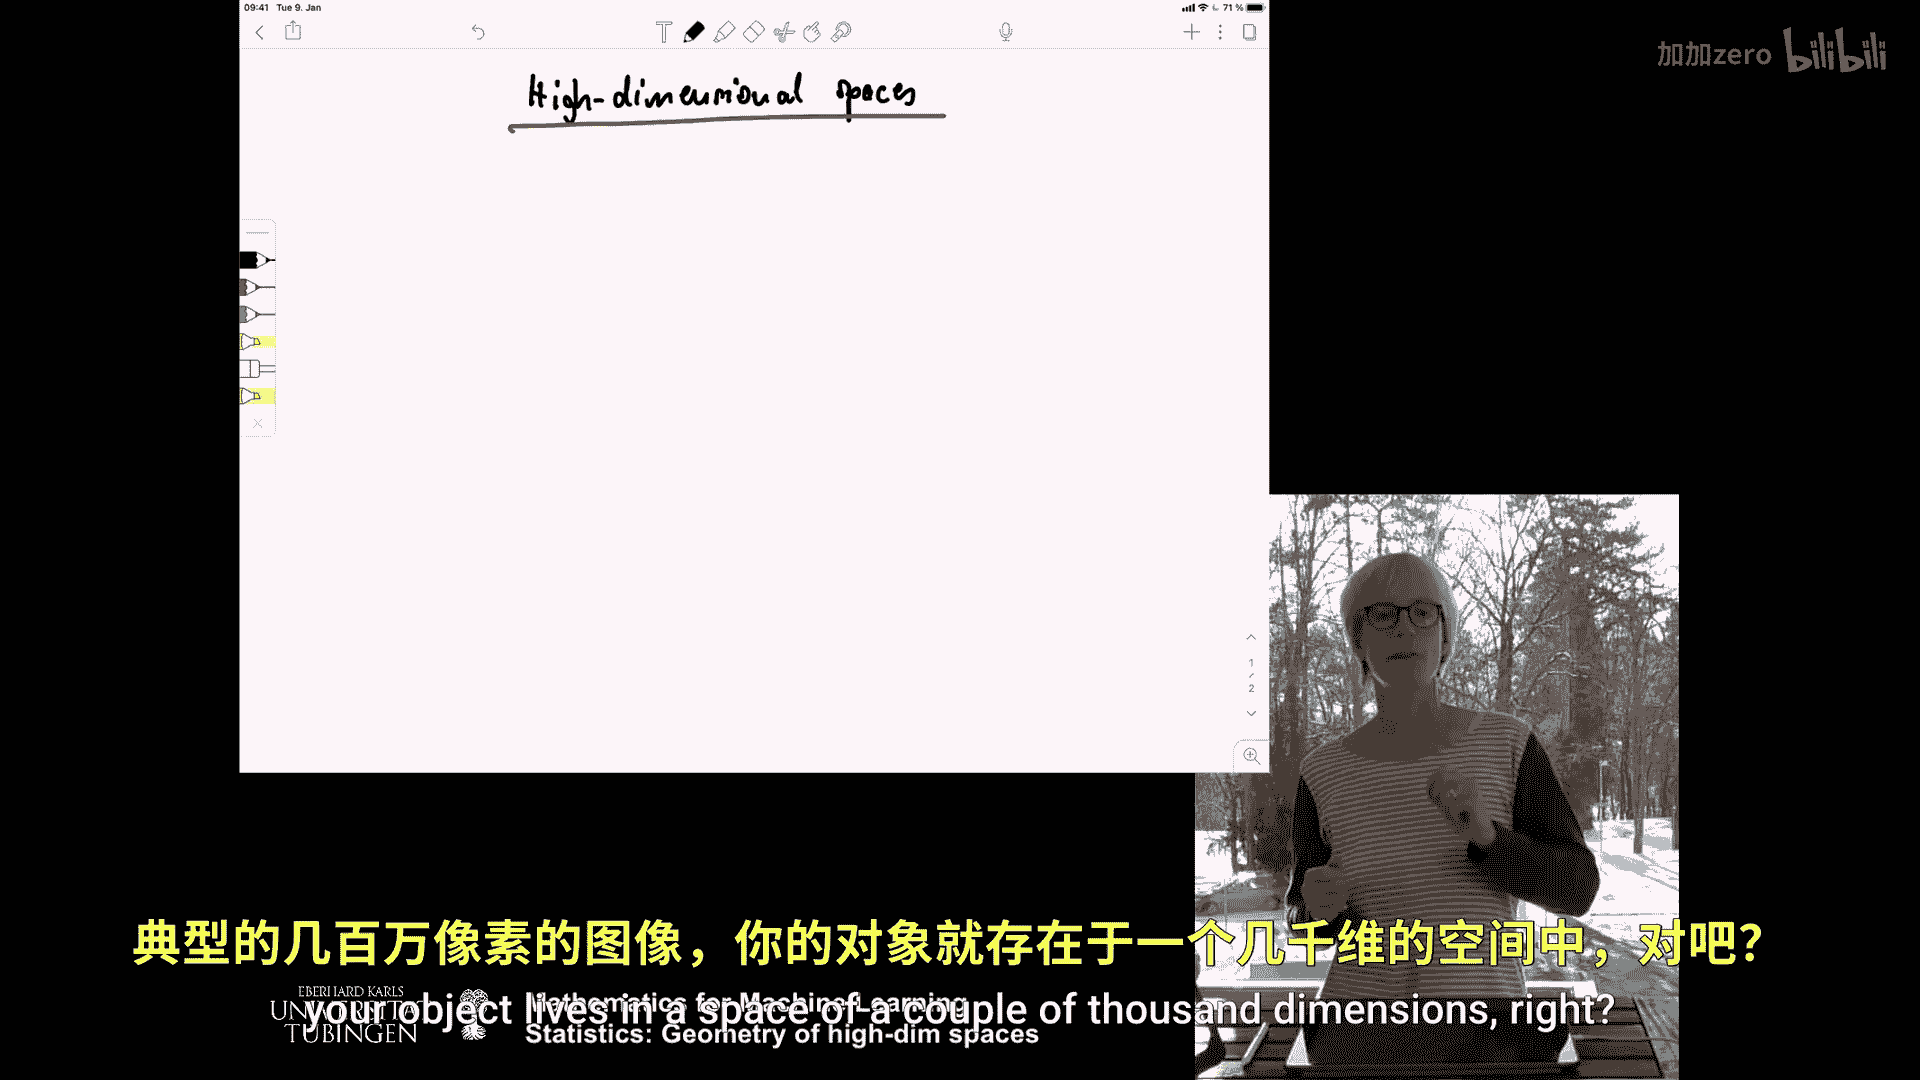 09:41 Tue 9. Jan
71 %
加加zero bilibili
High-dimensional spaces
1
2
典型的几百万像素的图像，你的对象就存在于一个几千维的空间中，对吧？
your object lives in a space of a couple of thousand dimensions, right?
EBERHARD KARLS
UNIVERSITÄT
TÜBINGEN
Mathematics for Machine Learning
Statistics: Geometry of high-dim spaces